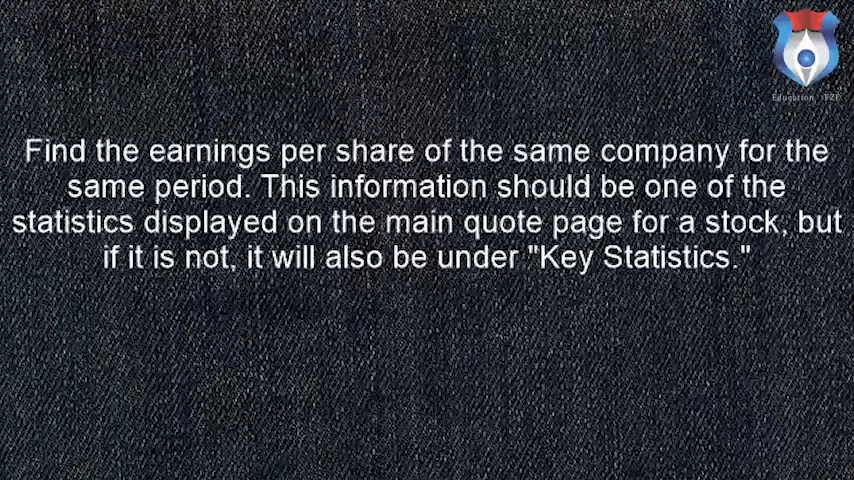 Education EZE
Find the earnings per share of the same company for the
same period. This information should be one of the
statistics displayed on the main quote page for a stock, but
if it is not, it will also be under "Key Statistics."